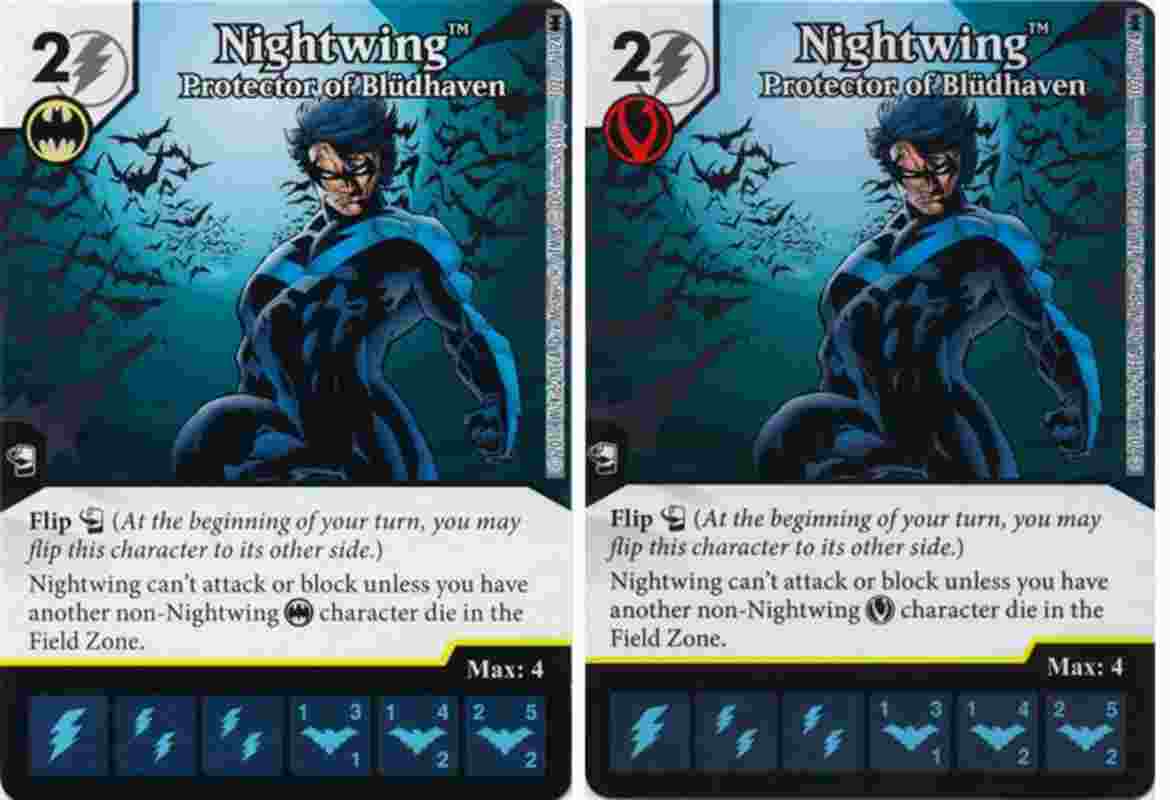 2
Nightwing™
Protector of Blüdhaven
Flip (At the beginning of your turn, you may
flip this character to its other side.)
Nightwing can't attack or block unless you have
another non-Nightwing character die in the
Field Zone.
Max: 4
1 3 1
1 4 2
2 5 2
2
Nightwing™
Protector of Blüdhaven
Flip (At the beginning of your turn, you may
flip this character to its other side.)
Nightwing can't attack or block unless you have
another non-Nightwing character die in the
Field Zone.
Max: 4
1 3 1
1 4 2
2 5 2